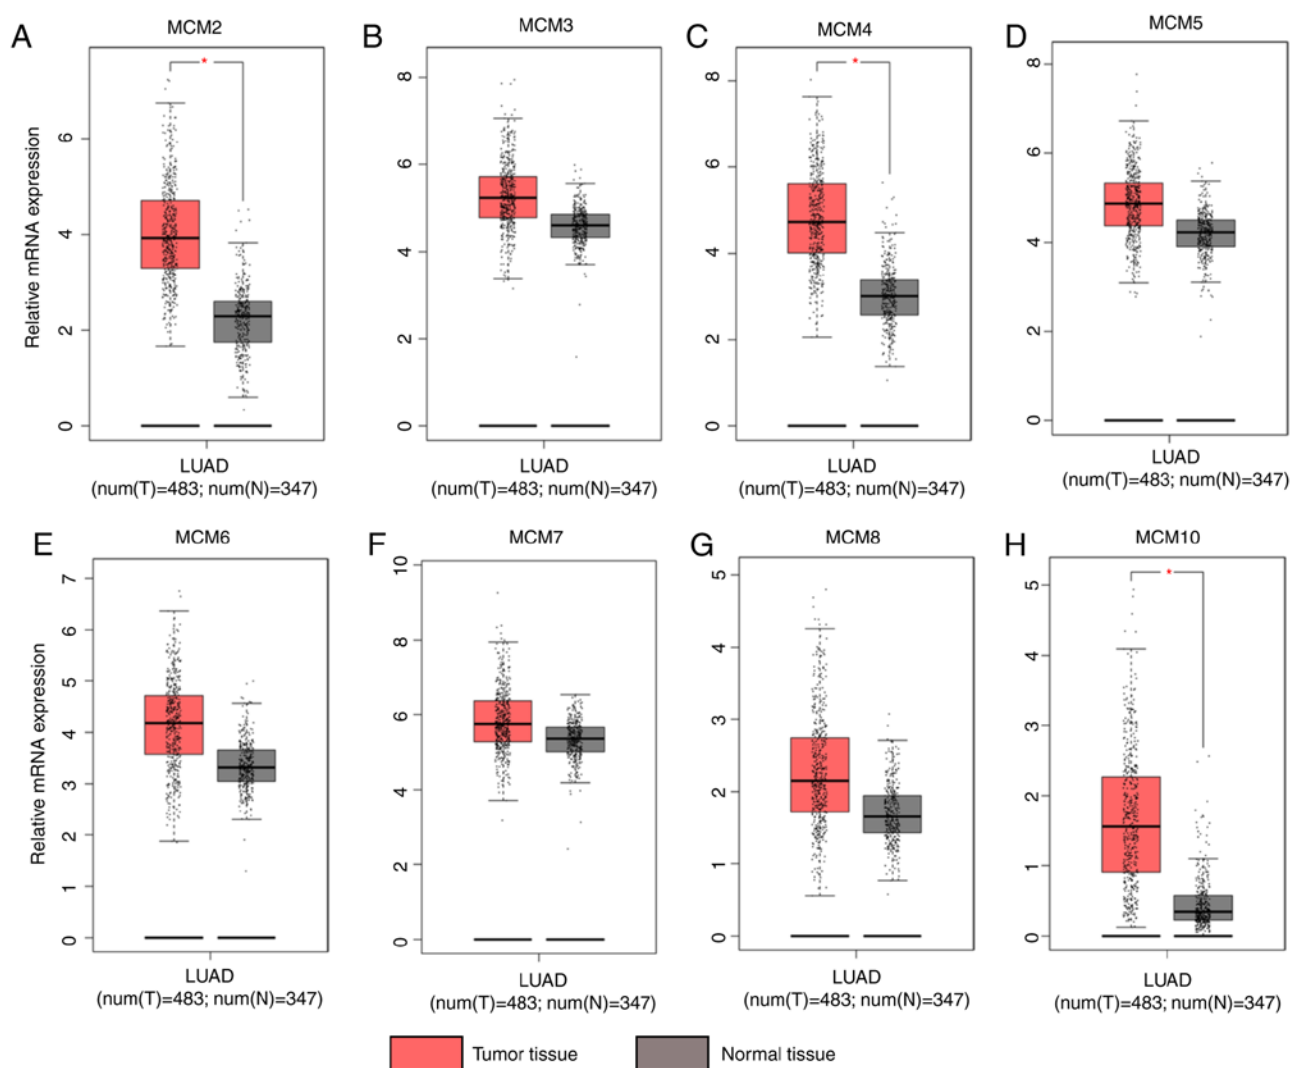 A
MCM2
*
Relative mRNA expression
6
4
2
0
LUAD
(num(T)=483; num(N)=347)
B
MCM3
8
6
4
2
0
LUAD
(num(T)=483; num(N)=347)
C
MCM4
*
8
6
4
2
0
LUAD
(num(T)=483; num(N)=347)
D
MCM5
8
6
4
2
0
LUAD
(num(T)=483; num(N)=347)
E
MCM6
Relative mRNA expression
7
6
5
4
3
2
1
0
LUAD
(num(T)=483; num(N)=347)
F
MCM7
10
8
6
4
2
0
LUAD
(num(T)=483; num(N)=347)
G
MCM8
5
4
3
2
1
0
LUAD
(num(T)=483; num(N)=347)
H
MCM10
*
5
4
3
2
1
0
LUAD
(num(T)=483; num(N)=347)
Tumor tissue
Normal tissue